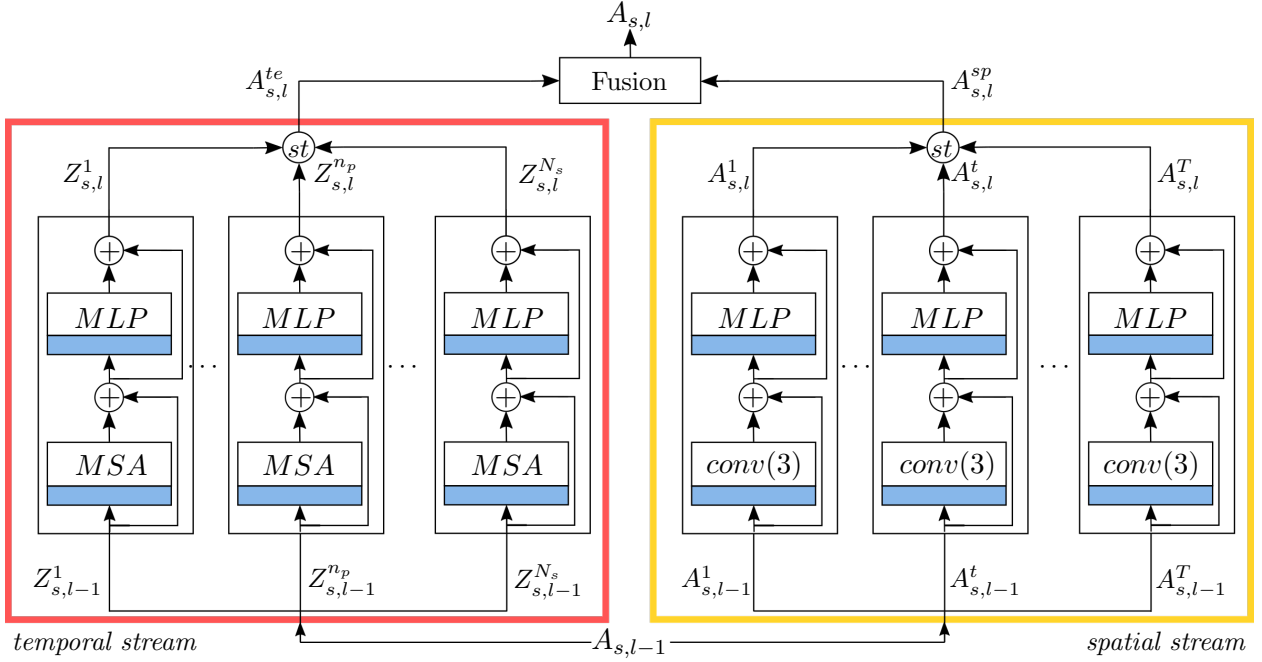 A_{s,l}
A^{te}_{s,l} Fusion A^{sp}_{s,l}
st st
Z^1_{s,l} Z^{n_p}_{s,l} Z^{N_s}_{s,l} A^1_{s,l} A^t_{s,l} A^T_{s,l}
+ + + + + +
MLP MLP MLP MLP MLP MLP
... ... ... ...
+ + + + + +
MSA MSA MSA conv(3) conv(3) conv(3)
Z^1_{s,l-1} Z^{n_p}_{s,l-1} Z^{N_s}_{s,l-1} A^1_{s,l-1} A^t_{s,l-1} A^T_{s,l-1}
temporal stream A_{s,l-1} spatial stream